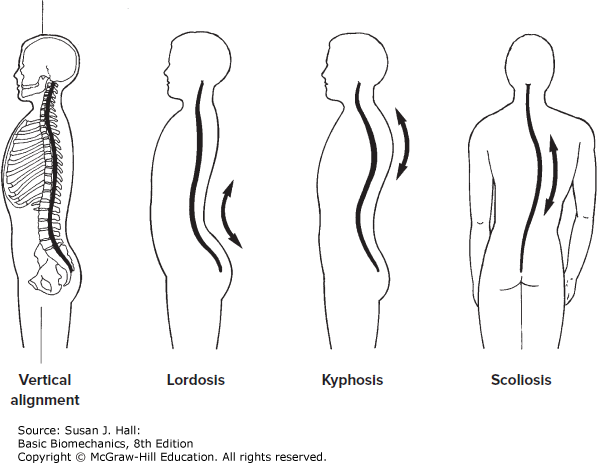 Vertical
alignment
Lordosis
Kyphosis
Scoliosis
Source: Susan J. Hall:
Basic Biomechanics, 8th Edition
Copyright © McGraw-Hill Education. All rights reserved.